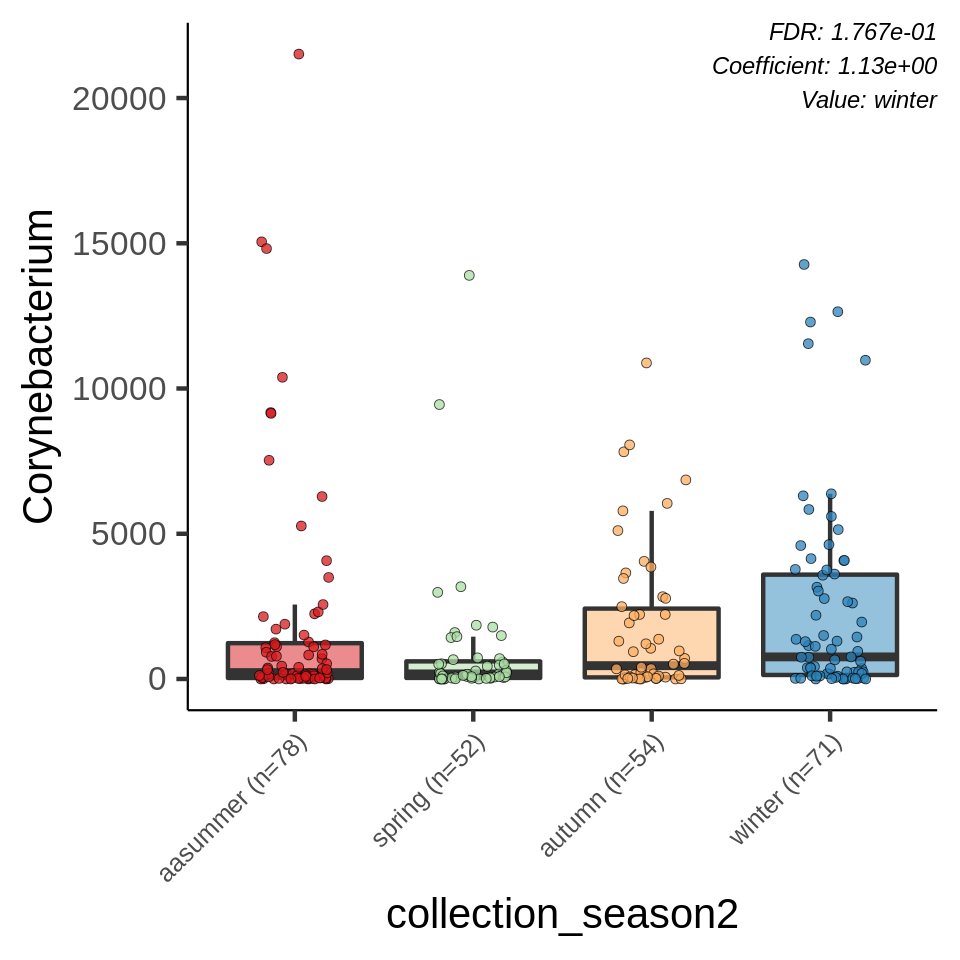 FDR: 1.767e-01
Coefficient: 1.13e+00
Value: winter
20000
15000
10000
5000
0
Corynebacterium
aasummer (n=78)
spring (n=52)
autumn (n=54)
winter (n=71)
collection_season2